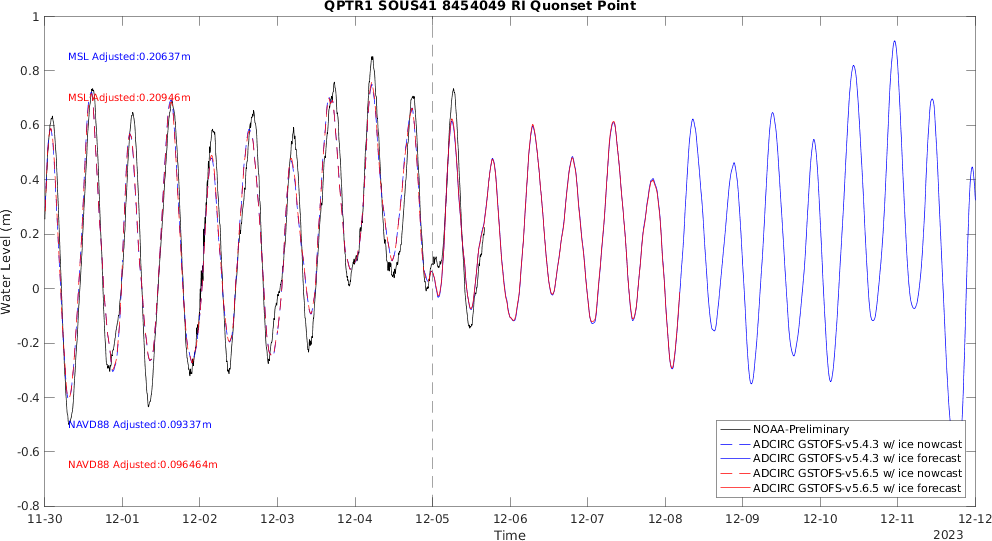 QPTR1 SOUS41 8454049 RI Quonset Point
1
0.8
0.6
0.4
0.2
0
-0.2
-0.4
-0.6
-0.8
Water Level (m)
MSL Adjusted:0.20637m
MSL Adjusted:0.20946m
NAVD88 Adjusted:0.09337m
NAVD88 Adjusted:0.096464m
NOAA-Preliminary
ADCIRC GSTOFS-v5.4.3 w/ ice nowcast
ADCIRC GSTOFS-v5.4.3 w/ ice forecast
ADCIRC GSTOFS-v5.6.5 w/ ice nowcast
ADCIRC GSTOFS-v5.6.5 w/ ice forecast
11-30 12-01 12-02 12-03 12-04 12-05 12-06 12-07 12-08 12-09 12-10 12-11 12-12
Time
2023